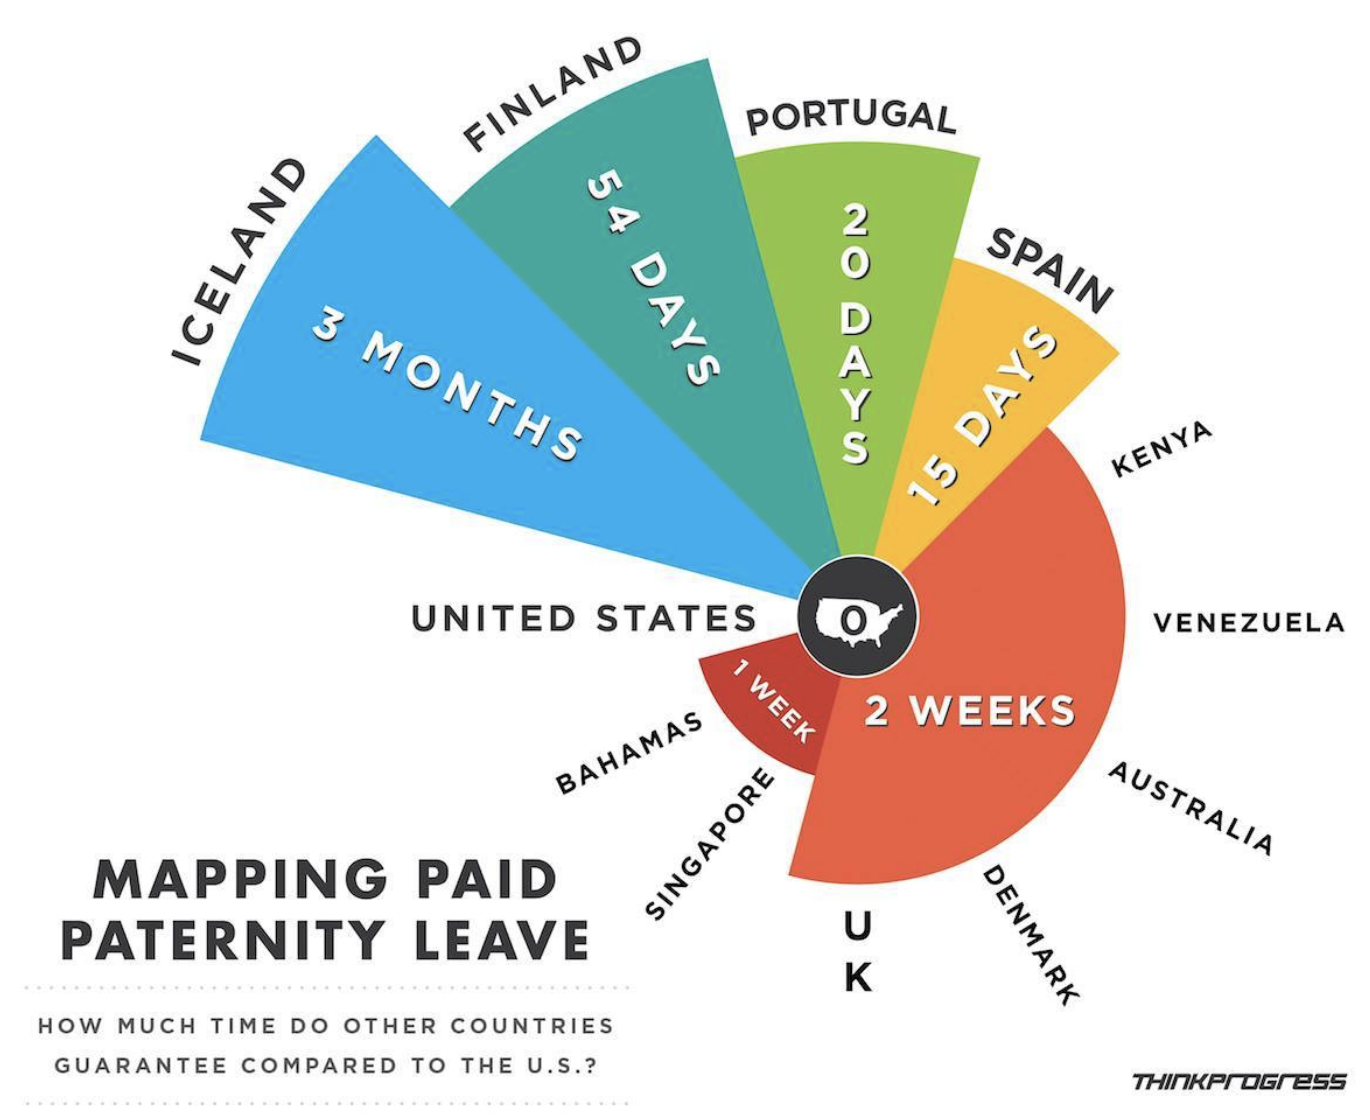 ICELAND
3 MONTHS
FINLAND
54 DAYS
PORTUGAL
20 DAYS
SPAIN
15 DAYS
KENYA
VENEZUELA
AUSTRALIA
DENMARK
UK
2 WEEKS
SINGAPORE
BAHAMAS
1 WEEK
UNITED STATES
0
MAPPING PAID
PATERNITY LEAVE
HOW MUCH TIME DO OTHER COUNTRIES
GUARANTEE COMPARED TO THE U.S.?
THINKPROGRESS